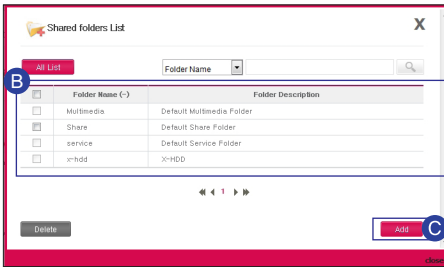 Shared folders List X
All List Folder Name
B
Folder Name (-) Folder Description
Multimedia Default Multimedia Folder
Share Default Share Folder
service Default Service Folder
x-hdd X-HDD
1
Delete Add C
close